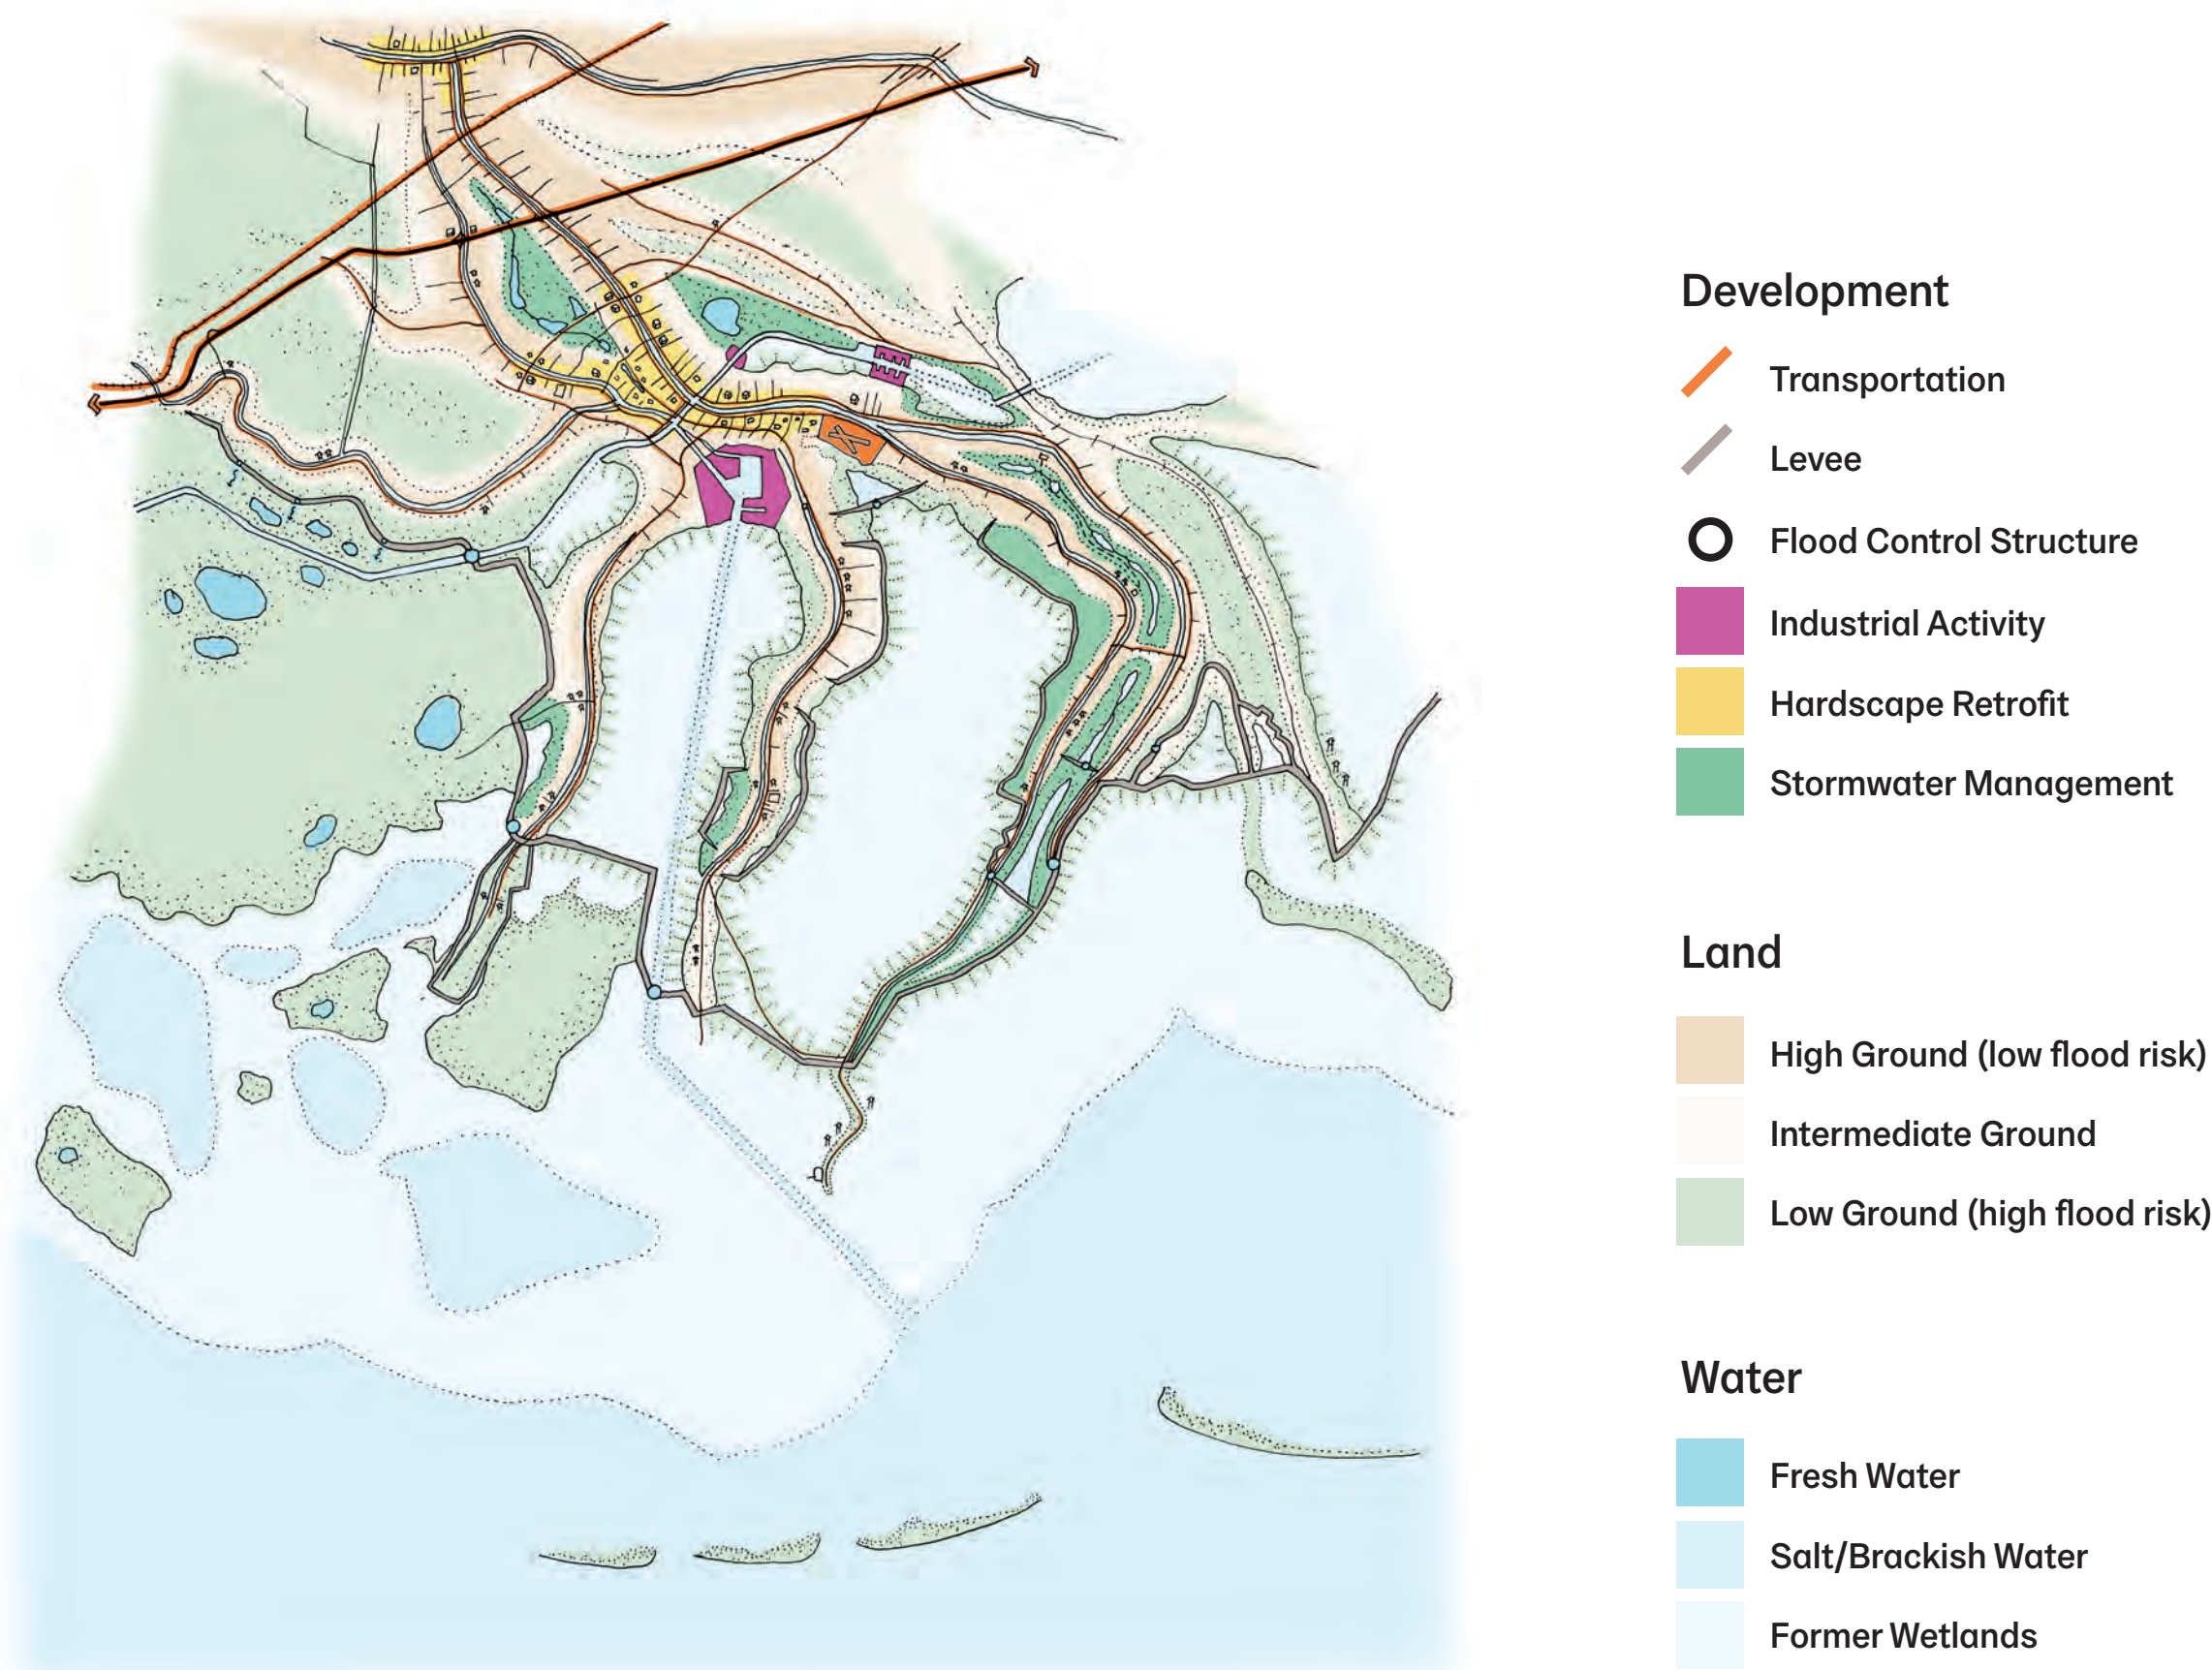 Development
Transportation
Levee
Flood Control Structure
Industrial Activity
Hardscape Retrofit
Stormwater Management
Land
High Ground (low flood risk)
Intermediate Ground
Low Ground (high flood risk)
Water
Fresh Water
Salt/Brackish Water
Former Wetlands